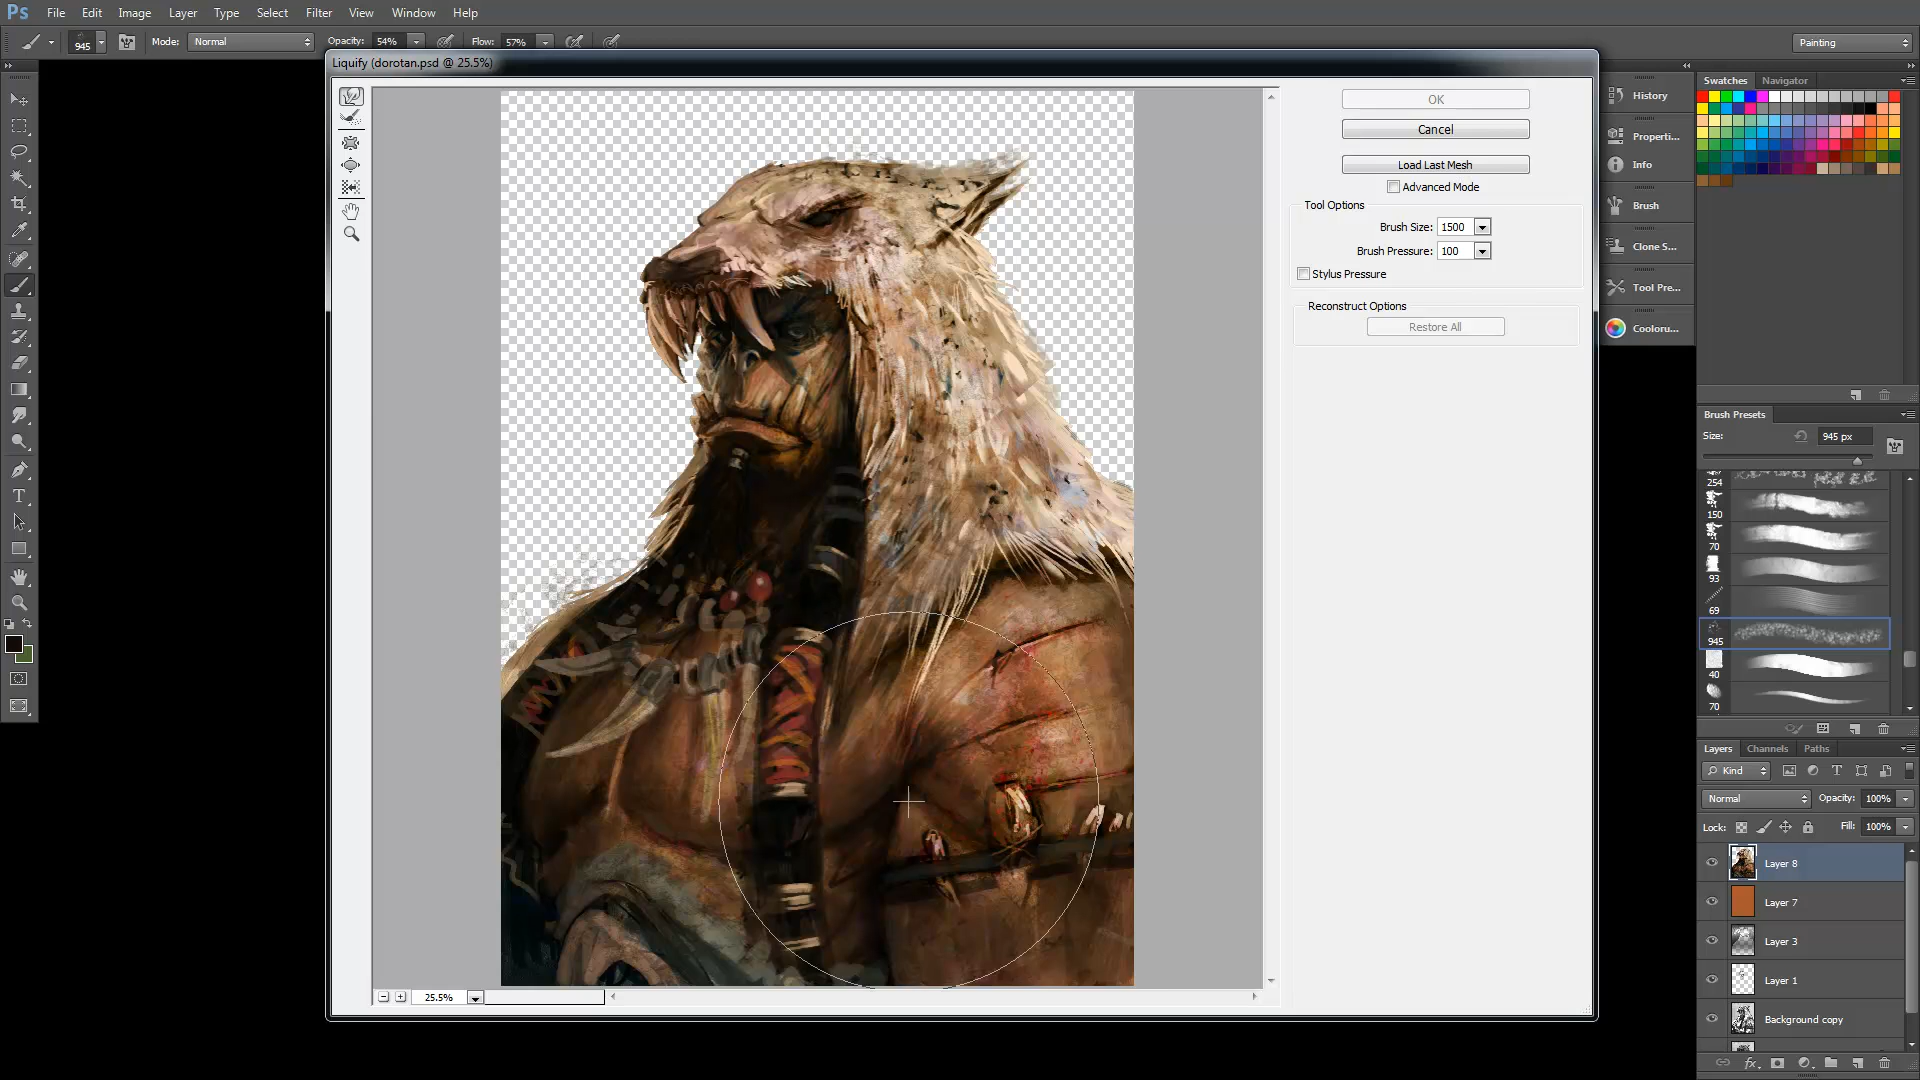 Ps File Edit Image Layer Type Select Filter View Window Help
945 Mode: Normal Opacity: 54% Flow: 57% Painting
Liquify (dorotan.psd @ 25.5%)
OK
Cancel
Load Last Mesh
Advanced Mode
Tool Options
Brush Size: 1500
Brush Pressure: 100
Stylus Pressure
Reconstruct Options
Restore All
25.5%
History
Properti...
Info
Brush
Clone S...
Tool Pre...
Cooloru...
Swatches Navigator
Brush Presets
Size: 945 px
254
150
70
93
69
945
40
70
Layers Channels Paths
Kind
Normal Opacity: 100%
Lock: Fill: 100%
Layer 8
Layer 7
Layer 3
Layer 1
Background copy